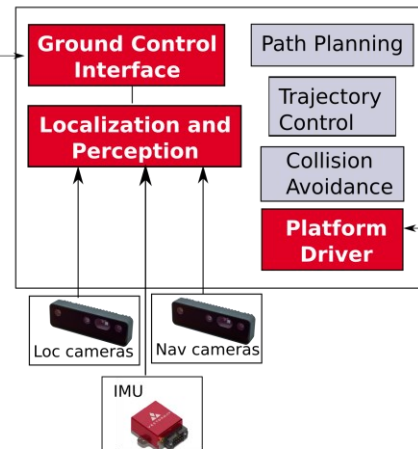 Ground Control
Interface
Path Planning
Localization and
Perception
Trajectory
Control
Collision
Avoidance
Platform
Driver
Loc cameras
Nav cameras
IMU